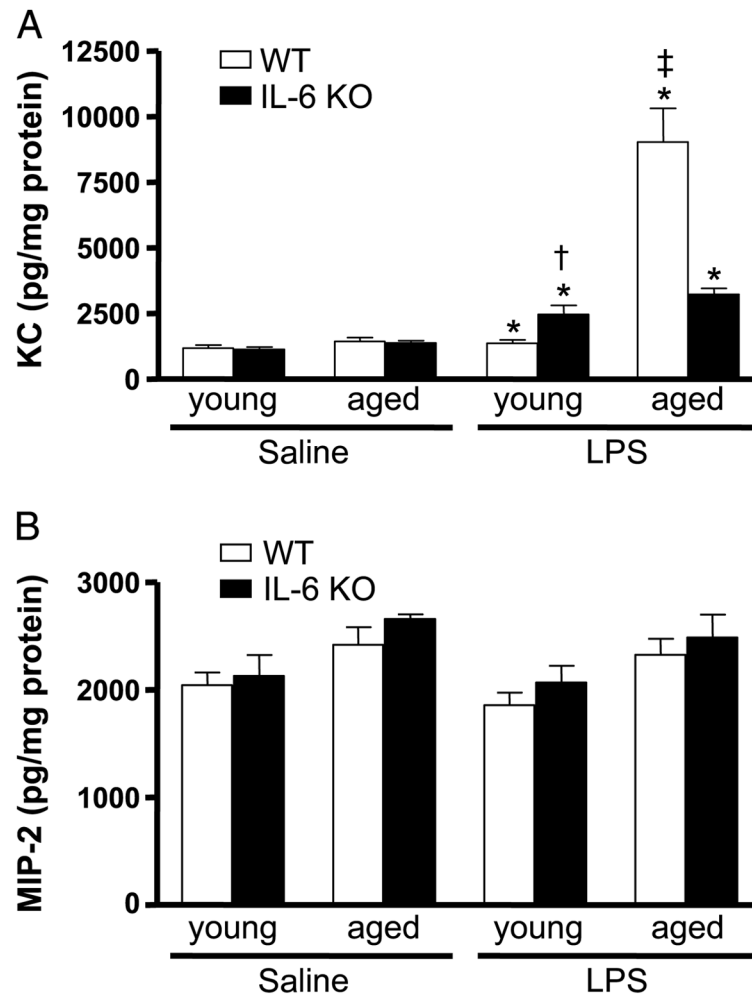 A
WT
IL-6 KO
KC (pg/mg protein)
12500
10000
7500
5000
2500
0
‡
*
†
*
*
*
young aged young aged
Saline LPS
B
WT
IL-6 KO
MIP-2 (pg/mg protein)
3000
2000
1000
0
young aged young aged
Saline LPS